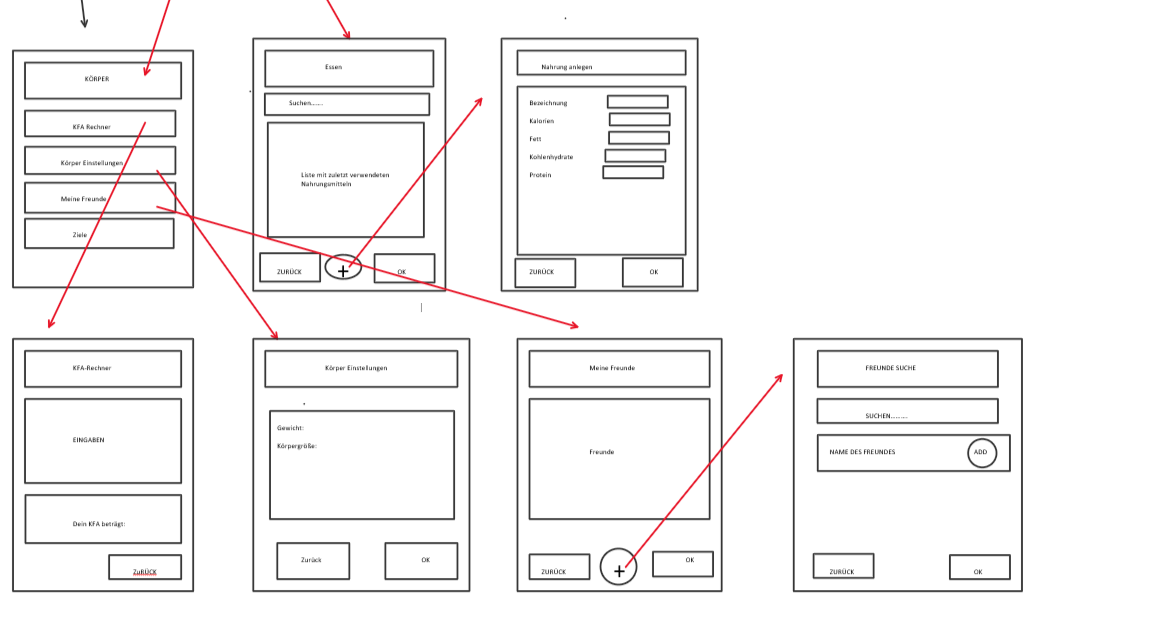 KÖRPER
KFA Rechner
Körper Einstellungen
Meine Freunde
Ziele
Essen
Suchen……
Liste mit zuletzt verwendeten
Nahrungsmitteln
ZURÜCK
+
OK
Nahrung anlegen
Bezeichnung
Kalorien
Fett
Kohlenhydrate
Protein
ZURÜCK
OK
KFA-Rechner
EINGABEN
Dein KFA beträgt:
ZuRÜCK
Körper Einstellungen
Gewicht:
Körpergröße:
Zurück
OK
Meine Freunde
Freunde
ZURÜCK
+
OK
FREUNDE SUCHE
SUCHEN………
NAME DES FREUNDES
ADD
ZURÜCK
OK